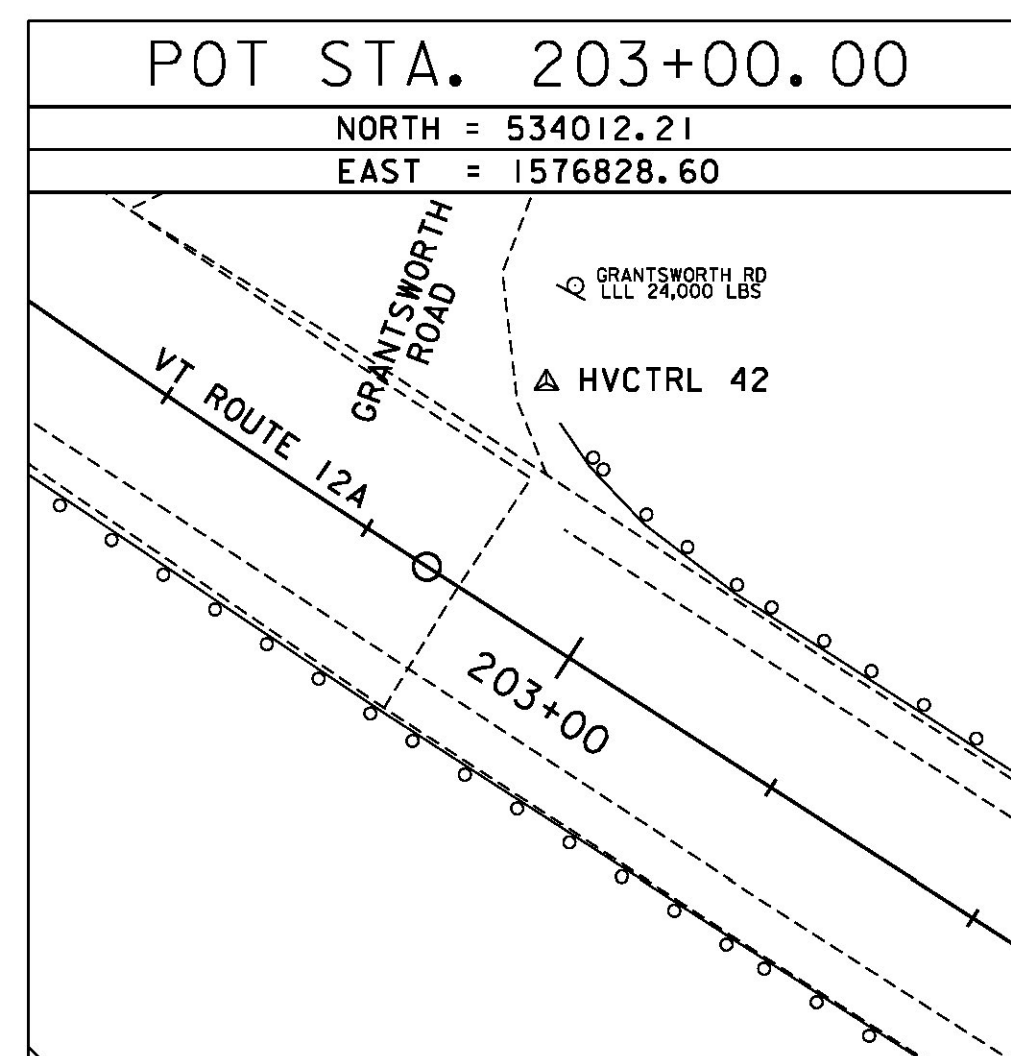 POT STA. 203+00.00
NORTH = 534012.21
EAST = 1576828.60
GRANTSWORTH
ROAD
GRANTSWORTH RD
LLL 24,000 LBS
HVCTRL 42
VT ROUTE 12A
203+00